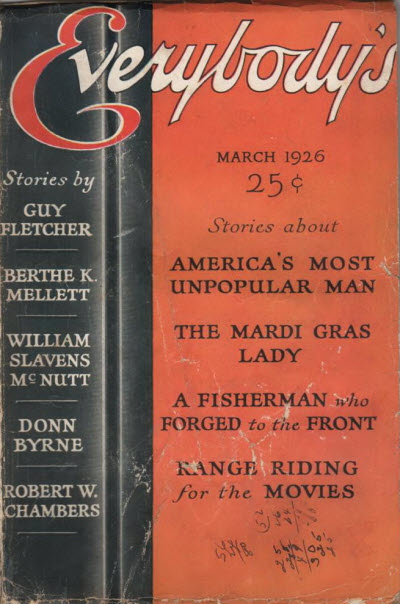 Everybody's
MARCH 1926
25¢
Stories by
GUY
FLETCHER
BERTHE K.
MELLETT
WILLIAM
SLAVENS
McNUTT
DONN
BYRNE
ROBERT W.
CHAMBERS
Stories about
AMERICA'S MOST
UNPOPULAR MAN
THE MARDI GRAS
LADY
A FISHERMAN who
FORGED to the FRONT
RANGE RIDING
for the MOVIES